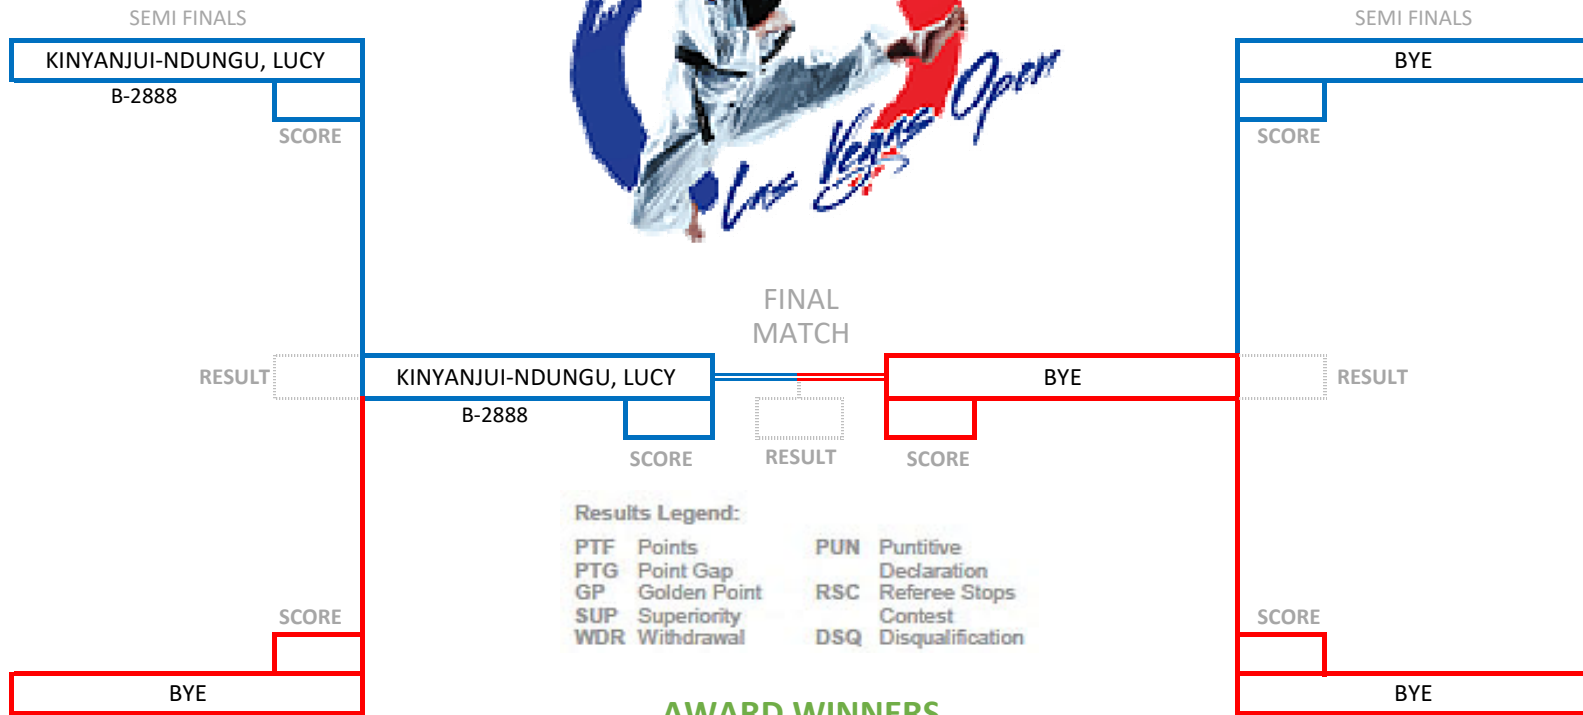 SEMI FINALS
SEMI FINALS
KINYANJUI-NDUNGU, LUCY
BYE
B-2888
SCORE
SCORE
Las Vegas Open
FINAL
MATCH
RESULT
KINYANJUI-NDUNGU, LUCY
BYE
RESULT
B-2888
SCORE
RESULT
SCORE
Results Legend:
PTF Points
PTG Point Gap
GP Golden Point
SUP Superiority
WDR Withdrawal
PUN Puntitive
Declaration
RSC Referee Stops
Contest
DSQ Disqualification
SCORE
SCORE
BYE
BYE
AWARD WINNERS